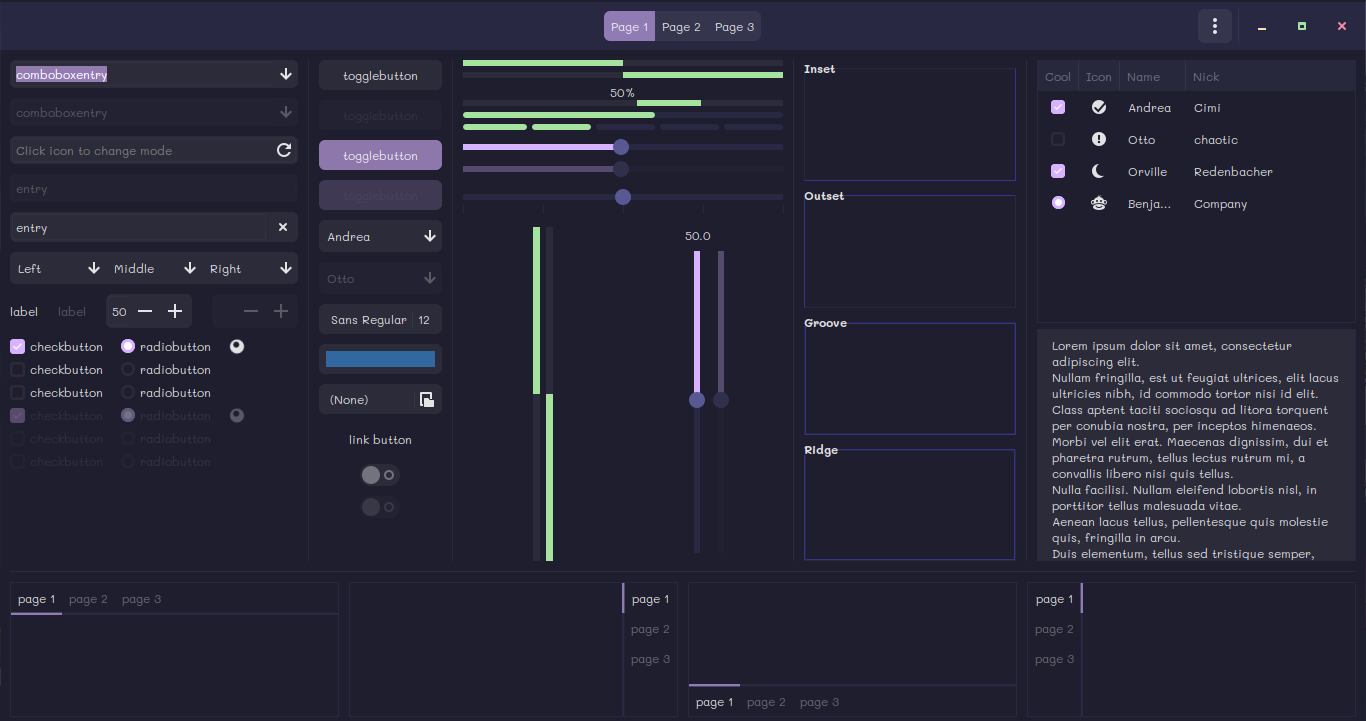 Page 1 Page 2 Page 3
comboboxentry
comboboxentry
Click icon to change mode
entry
entry
Left Middle Right
label label 50
checkbutton radiobutton
checkbutton radiobutton
checkbutton radiobutton
checkbutton radiobutton
checkbutton radiobutton
checkbutton radiobutton
togglebutton
togglebutton
togglebutton
togglebutton
Andrea
Otto
Sans Regular 12
(None)
link button
50%
50.0
Inset
Outset
Groove
Ridge
Cool Icon Name Nick
Andrea Cimi
Otto chaotic
Orville Redenbacher
Benja... Company
Lorem ipsum dolor sit amet, consectetur
adipiscing elit.
Nullam fringilla, est ut feugiat ultrices, elit lacus
ultricies nibh, id commodo tortor nisi id elit.
Class aptent taciti sociosqu ad litora torquent
per conubia nostra, per inceptos himenaeos.
Morbi vel elit erat. Maecenas dignissim, dui et
pharetra rutrum, tellus lectus rutrum mi, a
convallis libero nisi quis tellus.
Nulla facilisi. Nullam eleifend lobortis nisl, in
porttitor tellus malesuada vitae.
Aenean lacus tellus, pellentesque quis molestie
quis, fringilla in arcu.
Duis elementum, tellus sed tristique semper,
page 1 page 2 page 3
page 1
page 2
page 3
page 1 page 2 page 3
page 1
page 2
page 3